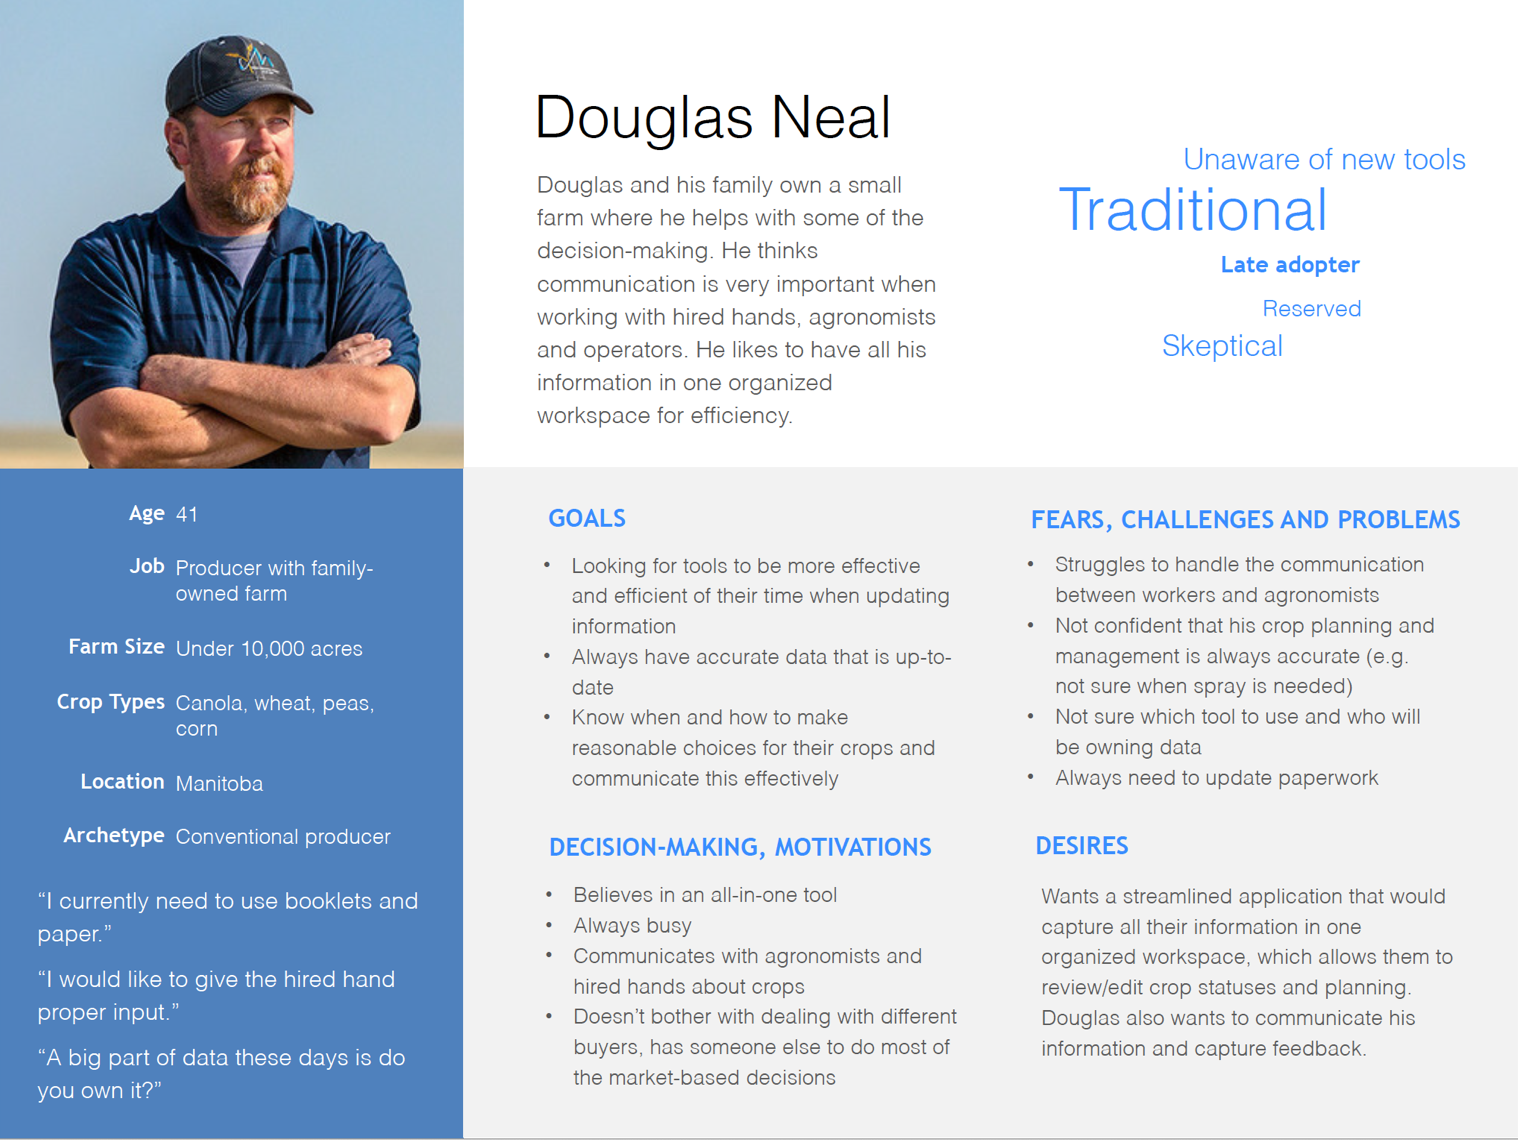 Douglas Neal
Douglas and his family own a small
farm where he helps with some of the
decision-making. He thinks
communication is very important when
working with hired hands, agronomists
and operators. He likes to have all his
information in one organized
workspace for efficiency.
Unaware of new tools
Traditional
Late adopter
Reserved
Skeptical
Age 41
Job Producer with family-
owned farm
Farm Size Under 10,000 acres
Crop Types Canola, wheat, peas,
corn
Location Manitoba
Archetype Conventional producer
“I currently need to use booklets and
paper.”
“I would like to give the hired hand
proper input.”
“A big part of data these days is do
you own it?”
GOALS
• Looking for tools to be more effective
and efficient of their time when updating
information
• Always have accurate data that is up-to-
date
• Know when and how to make
reasonable choices for their crops and
communicate this effectively
FEARS, CHALLENGES AND PROBLEMS
• Struggles to handle the communication
between workers and agronomists
• Not confident that his crop planning and
management is always accurate (e.g.
not sure when spray is needed)
• Not sure which tool to use and who will
be owning data
• Always need to update paperwork
DECISION-MAKING, MOTIVATIONS
• Believes in an all-in-one tool
• Always busy
• Communicates with agronomists and
hired hands about crops
• Doesn’t bother with dealing with different
buyers, has someone else to do most of
the market-based decisions
DESIRES
Wants a streamlined application that would
capture all their information in one
organized workspace, which allows them to
review/edit crop statuses and planning.
Douglas also wants to communicate his
information and capture feedback.